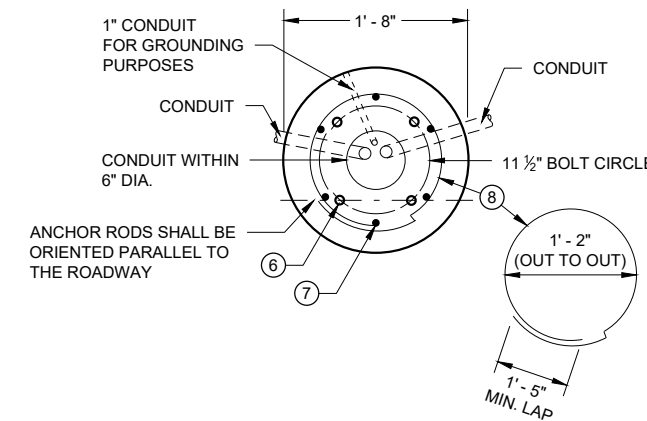 1" CONDUIT
FOR GROUNDING
PURPOSES
1' - 8"
CONDUIT
CONDUIT
CONDUIT WITHIN
6" DIA.
11 ½" BOLT CIRCLE
8
ANCHOR RODS SHALL BE
ORIENTED PARALLEL TO
THE ROADWAY
6
7
1' - 2"
(OUT TO OUT)
1' - 5"
MIN. LAP